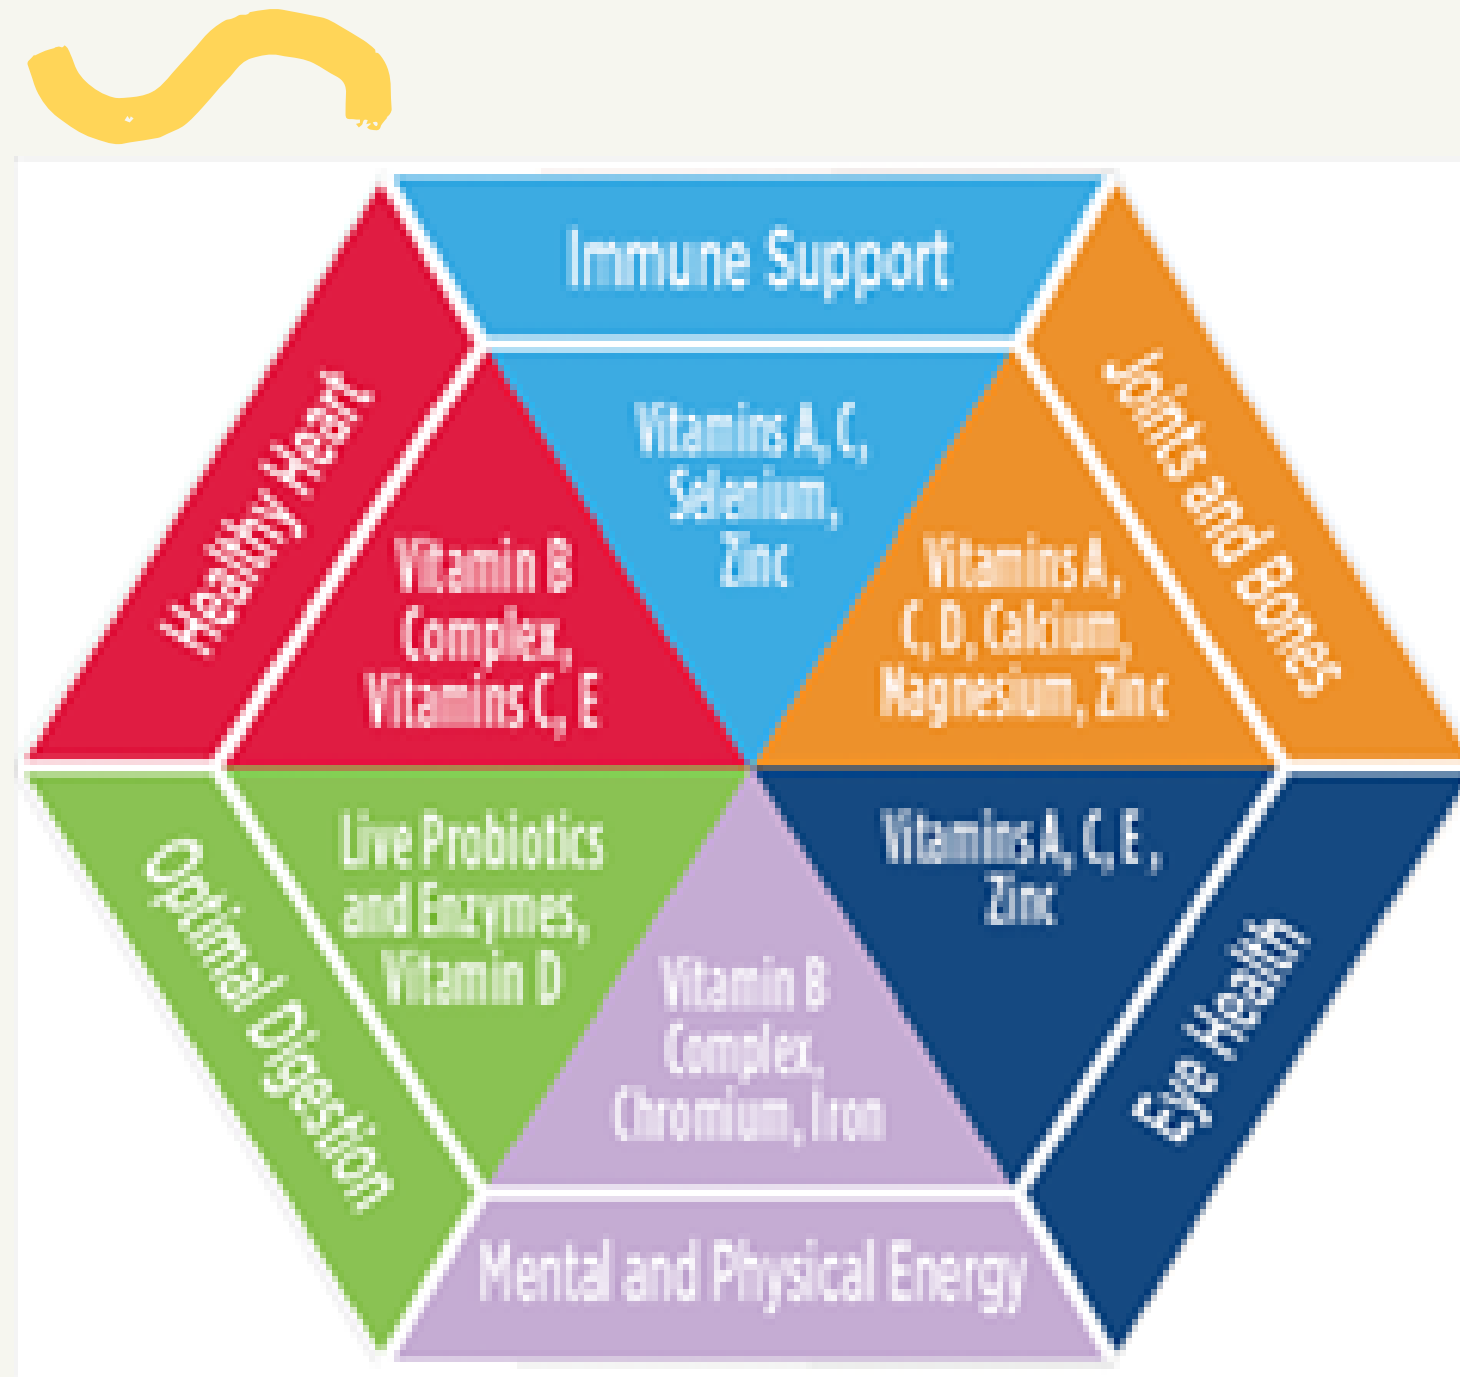 Immune Support
Vitamins A, C,
Selenium,
Zinc
Joints and Bones
Vitamins A,
C, D, Calcium,
Magnesium, Zinc
Eye Health
Vitamins A, C, E,
Zinc
Mental and Physical Energy
Vitamin B
Complex,
Chromium, Iron
Optimal Digestion
Live Probiotics
and Enzymes,
Vitamin D
Healthy Heart
Vitamin B
Complex,
Vitamins C, E